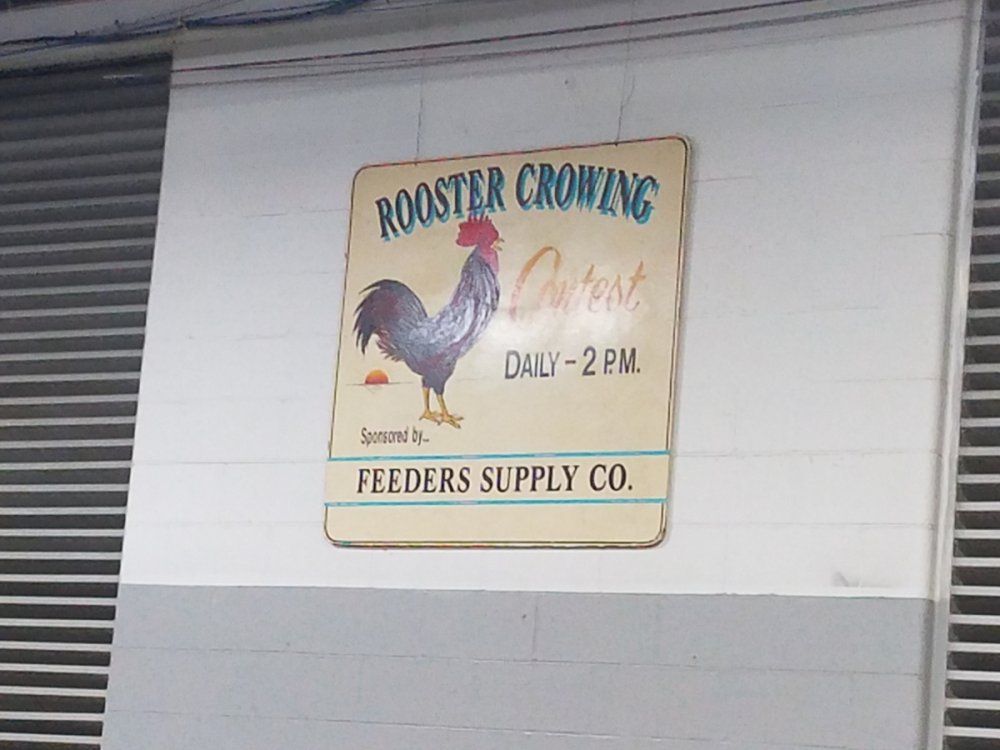 ROOSTER CROWING
Contest
DAILY - 2 P.M.
Sponsored by...
FEEDERS SUPPLY CO.